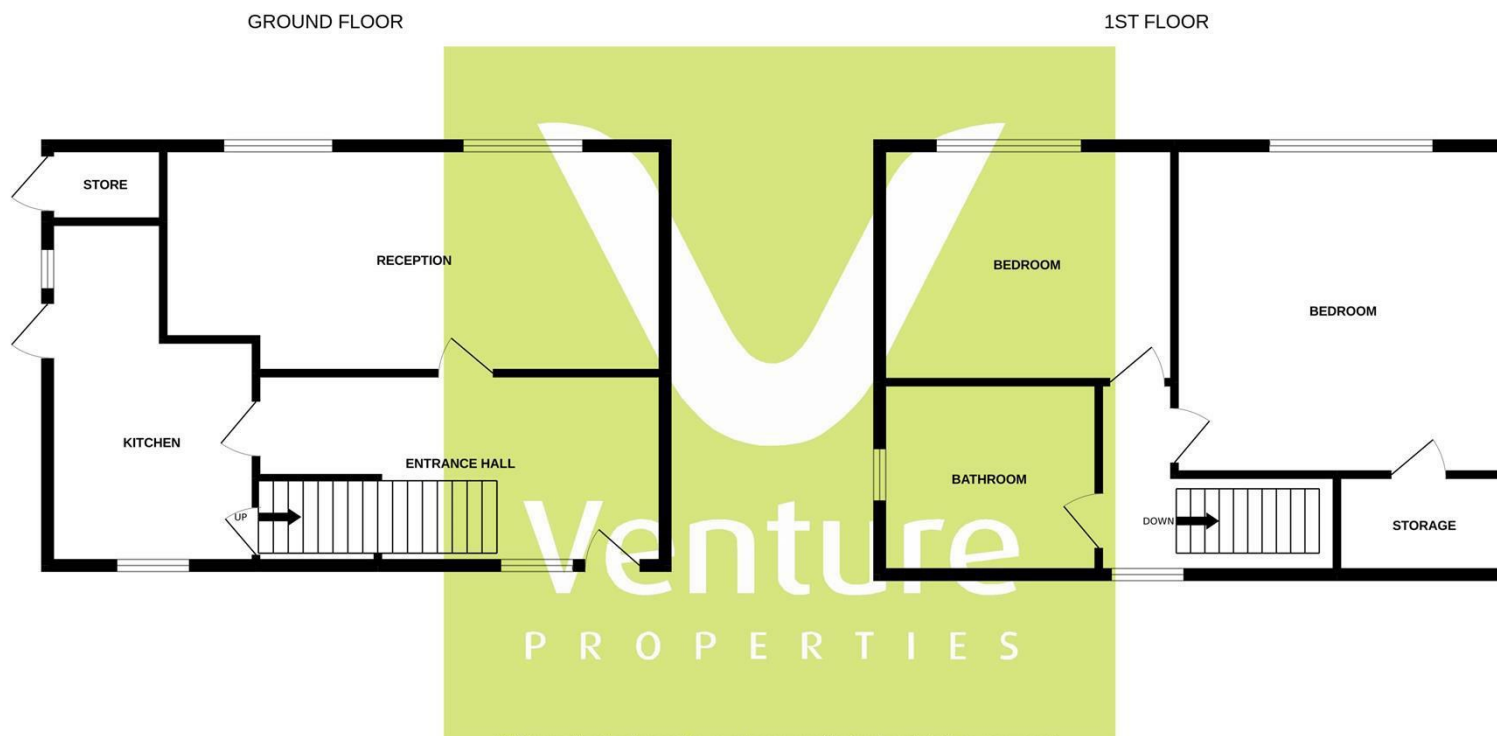 GROUND FLOOR
1ST FLOOR
STORE
RECEPTION
KITCHEN
ENTRANCE HALL
UP
BEDROOM
BEDROOM
BATHROOM
DOWN
STORAGE
Venture
PROPERTIES